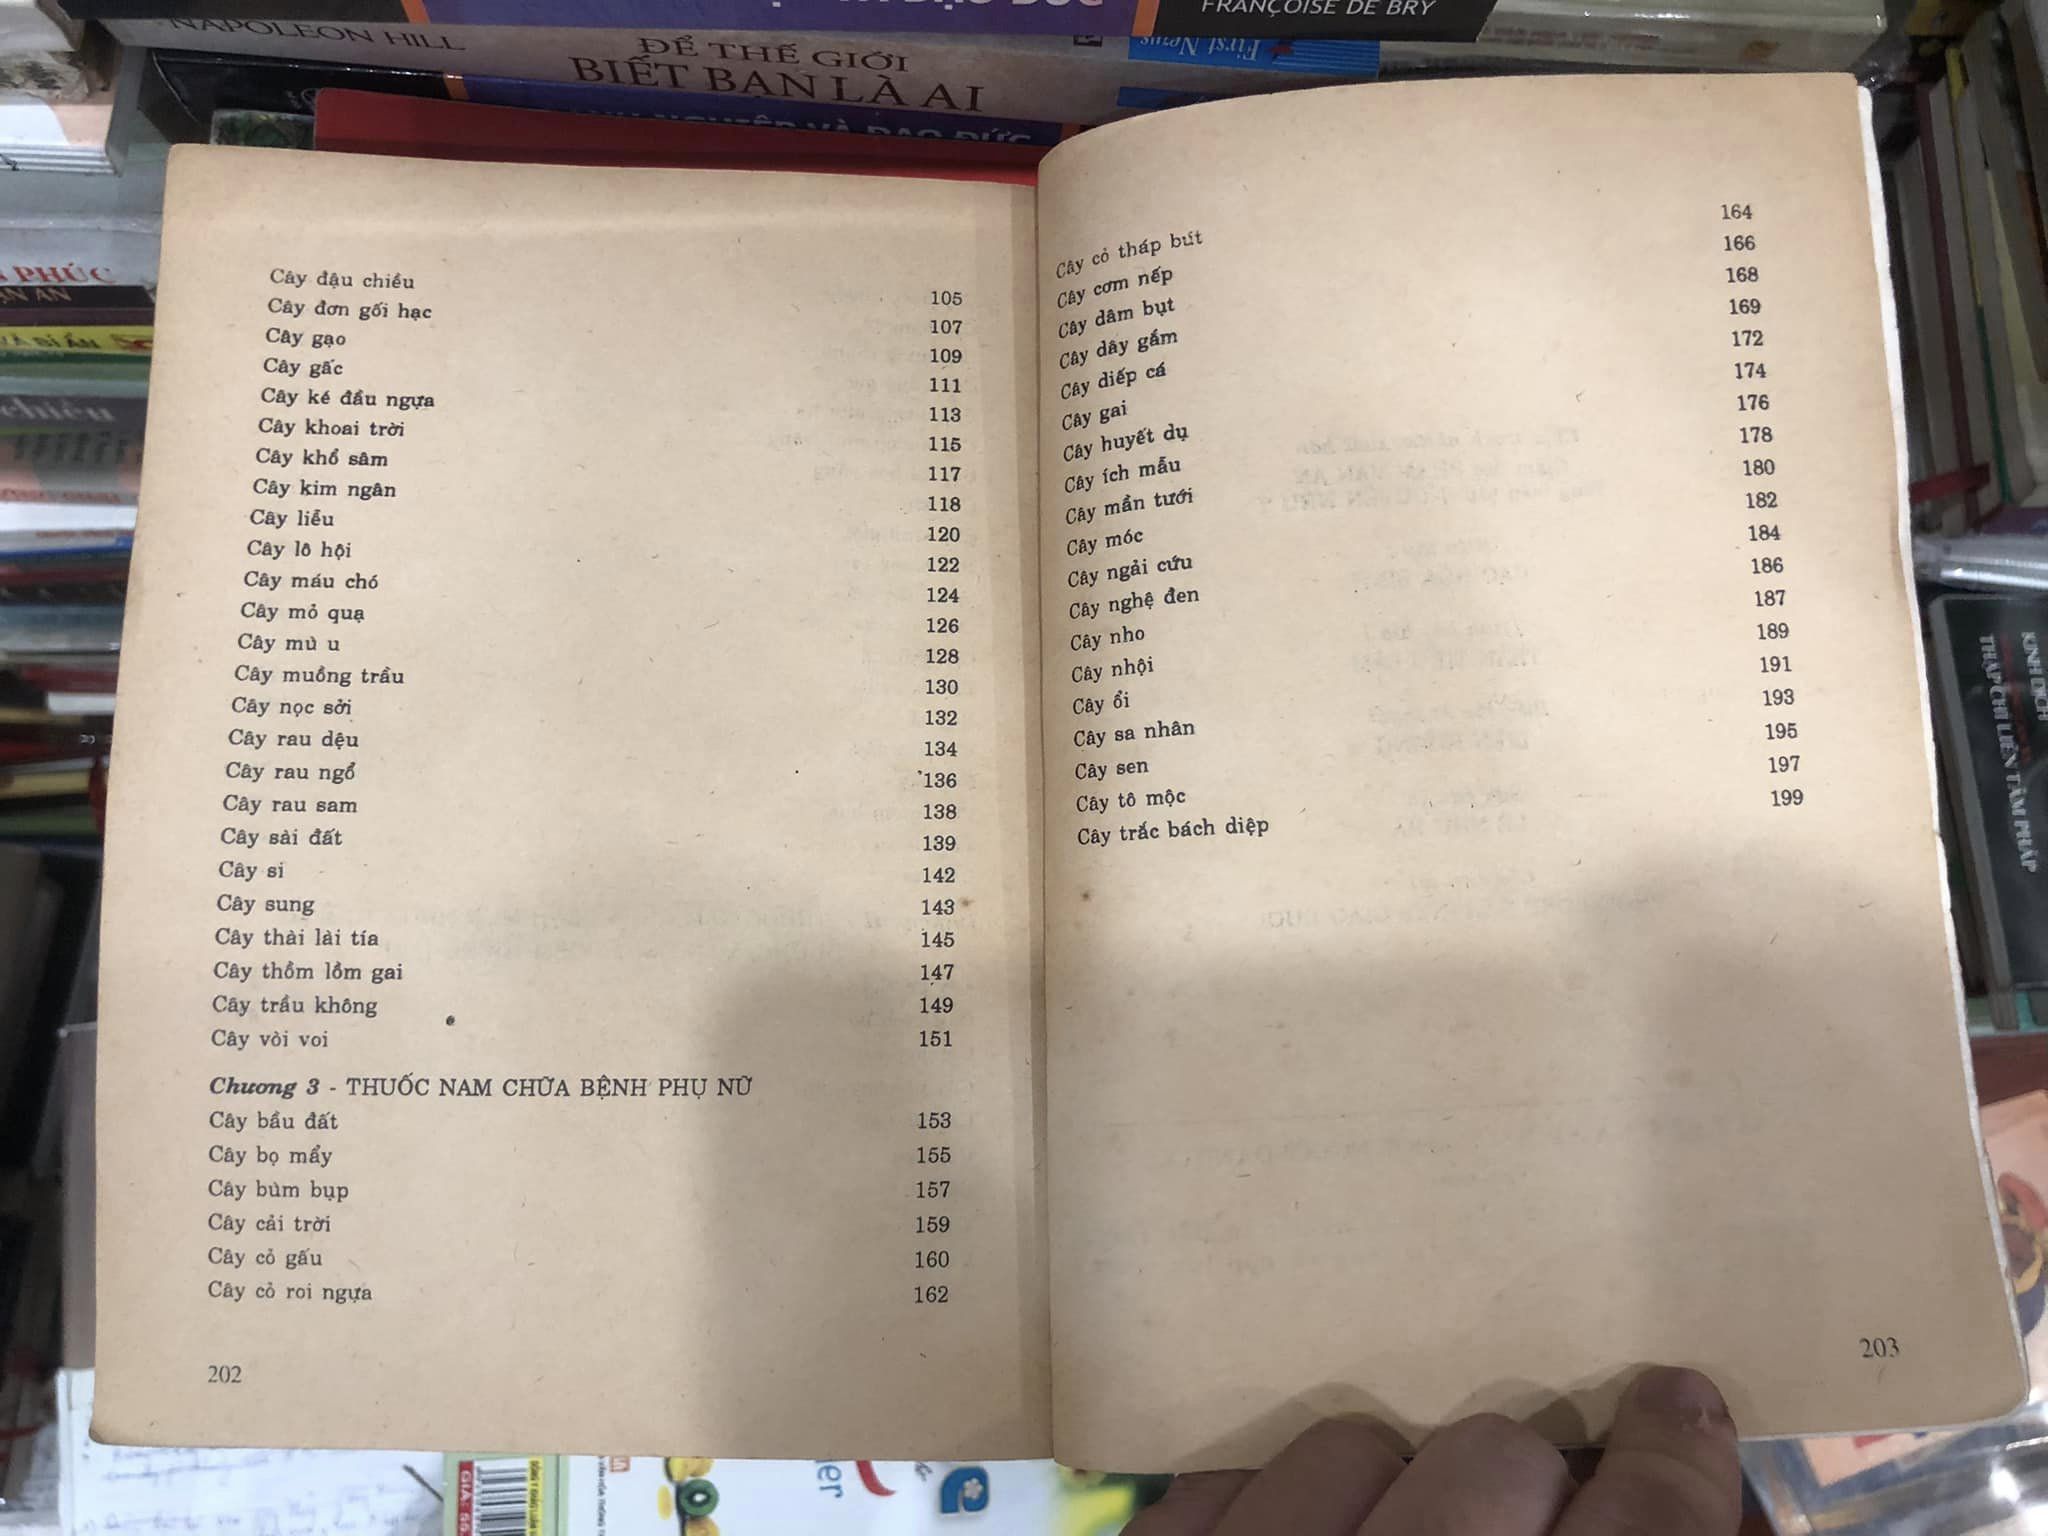 FRANÇOISE DE BRY
NAPOLEON HILL
ĐỂ THẾ GIỚI
BIẾT BẠN LÀ AI
First News
PHÚC
KINH DỊCH
Cây đậu chiều 105
Cây đơn gối hạc 107
Cây gạo 109
Cây gấc 111
Cây ké đầu ngựa 113
Cây khoai trời 115
Cây khổ sâm 117
Cây kim ngân 118
Cây liễu 120
Cây lô hội 122
Cây máu chó 124
Cây mỏ quạ 126
Cây mù u 128
Cây muồng trầu 130
Cây nọc sởi 132
Cây rau dệu 134
Cây rau ngổ 136
Cây rau sam 138
Cây sài đất 139
Cây si 142
Cây sung 143
Cây thài lài tía 145
Cây thồm lồm gai 147
Cây trầu không 149
Cây vòi voi 151
Chương 3 - THUỐC NAM CHỮA BỆNH PHỤ NỮ
Cây bầu đất 153
Cây bọ mẩy 155
Cây bùm bụp 157
Cây cải trời 159
Cây cỏ gấu 160
Cây cỏ roi ngựa 162
202
Cây cỏ tháp bút 164
Cây cơm nếp 166
Cây dâm bụt 168
Cây dây gắm 169
Cây diếp cá 172
Cây gai 174
Cây huyết dụ 176
Cây ích mẫu 178
Cây mần tưới 180
Cây móc 182
Cây ngải cứu 184
Cây nghệ đen 186
Cây nho 187
Cây nhội 189
Cây ổi 191
Cây sa nhân 193
Cây sen 195
Cây tô mộc 197
Cây trắc bách diệp 199
203